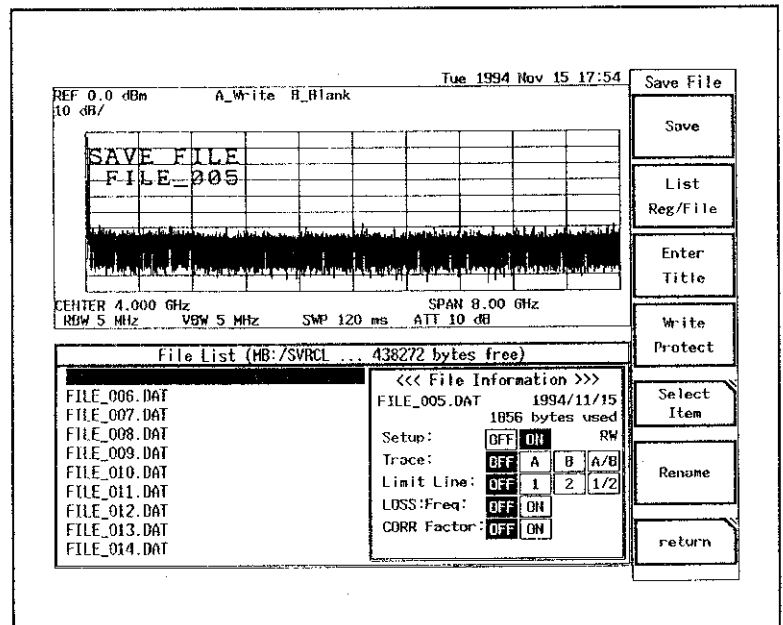 Tue 1994 Nov 15 17:54
REF 0.0 dBm A_Write B_Blank
10 dB/
SAVE FILE
FILE_005
CENTER 4.000 GHz SPAN 8.00 GHz
RBW 5 MHz VBW 5 MHz SWP 120 ms ATT 10 dB
File List (MB:/SVRCL ... 438272 bytes free)
FILE_006.DAT
FILE_007.DAT
FILE_008.DAT
FILE_009.DAT
FILE_010.DAT
FILE_011.DAT
FILE_012.DAT
FILE_013.DAT
FILE_014.DAT
<<< File Information >>>
FILE_005.DAT 1994/11/15
1856 bytes used
Setup: OFF ON RW
Trace: OFF A B A/B
Limit Line: OFF 1 2 1/2
LOSS:Freq: OFF ON
CORR Factor: OFF ON
Save File
Save
List
Reg/File
Enter
Title
Write
Protect
Select
Item
Rename
return